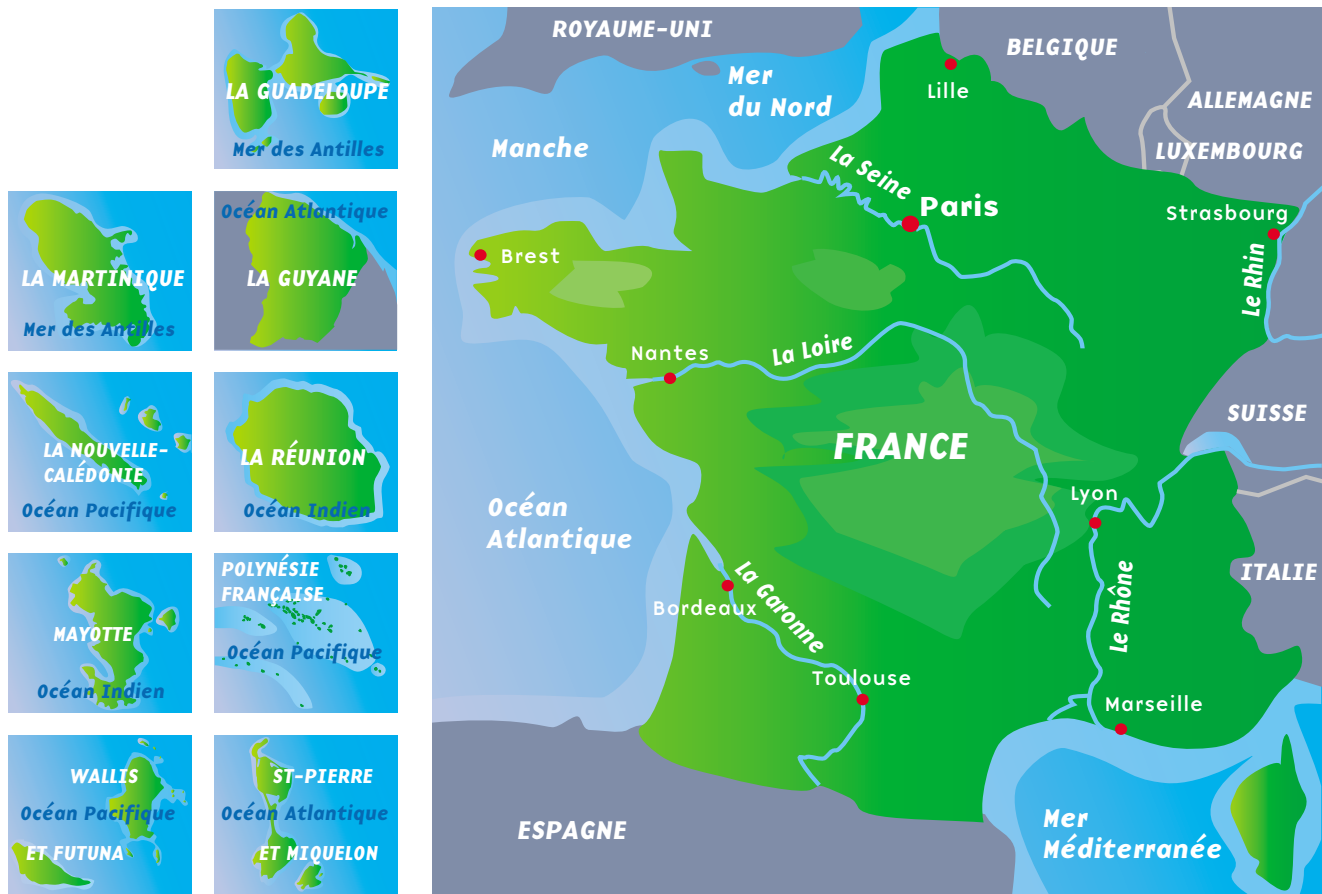 LA GUADELOUPE
Mer des Antilles
LA MARTINIQUE
Mer des Antilles
Océan Atlantique
LA GUYANE
LA NOUVELLE-
CALÉDONIE
Océan Pacifique
LA RÉUNION
Océan Indien
MAYOTTE
Océan Indien
POLYNÉSIE
FRANÇAISE
Océan Pacifique
WALLIS
Océan Pacifique
ET FUTUNA
ST-PIERRE
Océan Atlantique
ET MIQUELON
ROYAUME-UNI
BELGIQUE
Mer
du Nord
Lille
ALLEMAGNE
Manche
LUXEMBOURG
La Seine
Paris
Strasbourg
Brest
Le Rhin
Nantes
La Loire
SUISSE
FRANCE
Lyon
Océan
Atlantique
ITALIE
La Garonne
Bordeaux
Le Rhône
Toulouse
Marseille
ESPAGNE
Mer
Méditerranée